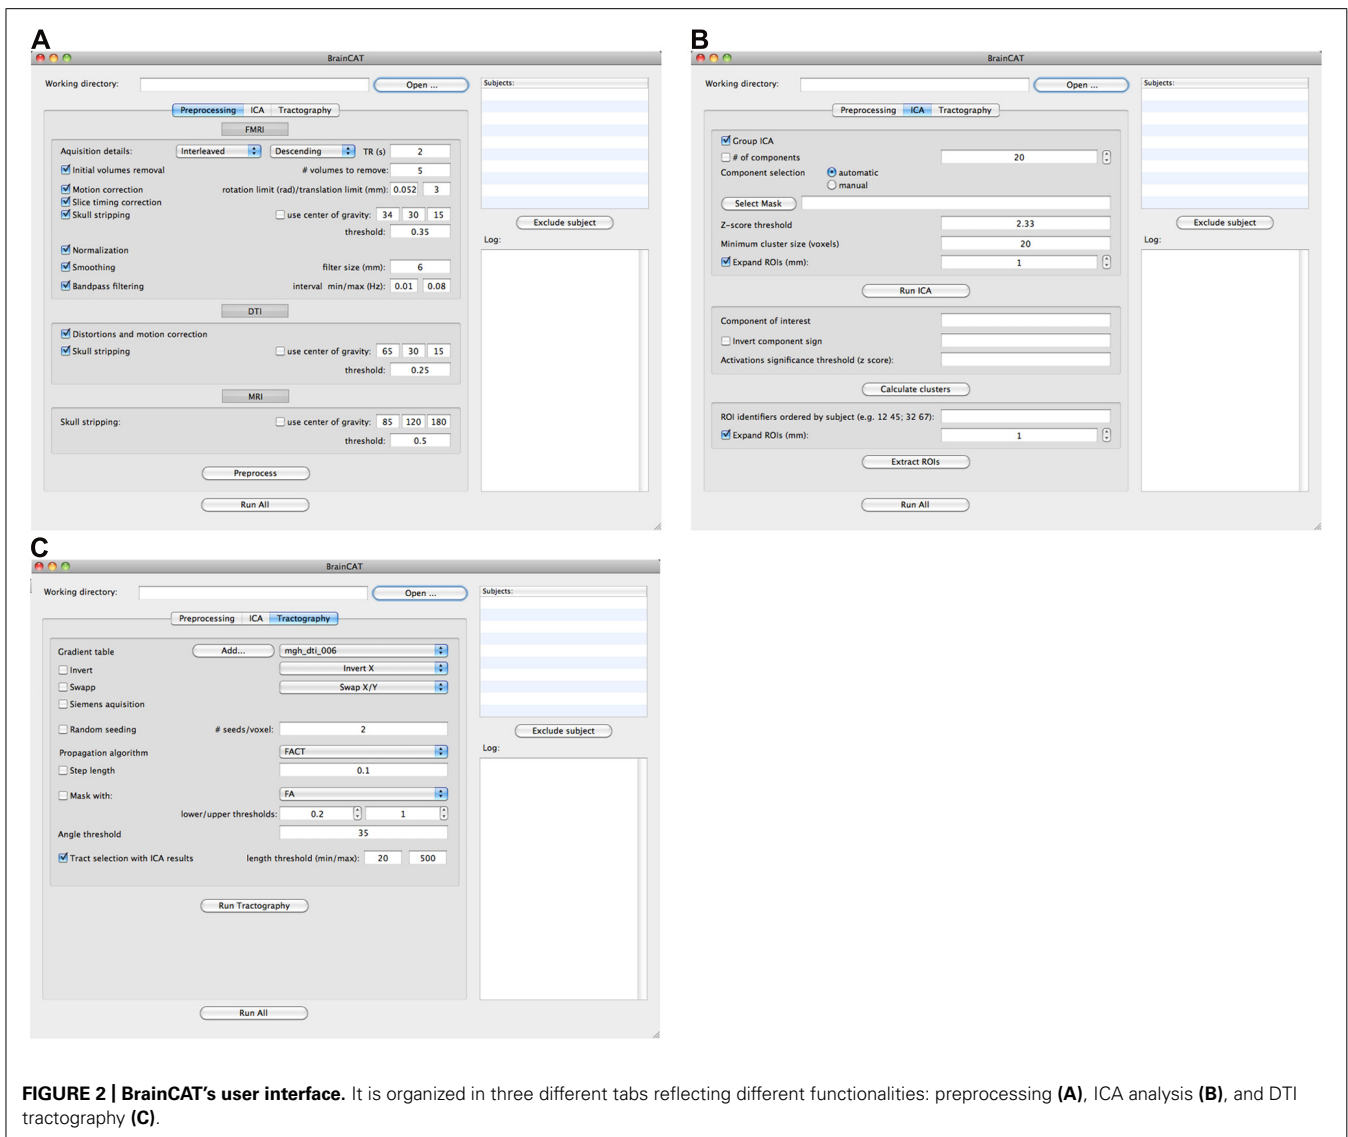 A
BrainCAT
Working directory: Open ...
Preprocessing ICA Tractography
FMRI
Aquisition details: Interleaved Descending TR (s) 2
Initial volumes removal # volumes to remove: 5
Motion correction rotation limit (rad)/translation limit (mm): 0.052 3
Slice timing correction
Skull stripping use center of gravity: 34 30 15
threshold: 0.35
Normalization
Smoothing filter size (mm): 6
Bandpass filtering interval min/max (Hz): 0.01 0.08
DTI
Distortions and motion correction
Skull stripping use center of gravity: 65 30 15
threshold: 0.25
MRI
Skull stripping: use center of gravity: 85 120 180
threshold: 0.5
Preprocess
Run All
Subjects:
Exclude subject
Log:
B
BrainCAT
Working directory: Open ...
Preprocessing ICA Tractography
Group ICA
# of components 20
Component selection automatic
manual
Select Mask
Z-score threshold 2.33
Minimum cluster size (voxels) 20
Expand ROIs (mm): 1
Run ICA
Component of interest
Invert component sign
Activations significance threshold (z score):
Calculate clusters
ROI identifiers ordered by subject (e.g. 12 45; 32 67):
Expand ROIs (mm): 1
Extract ROIs
Run All
Subjects:
Exclude subject
Log:
C
BrainCAT
Working directory: Open ...
Preprocessing ICA Tractography
Gradient table Add... mgh_dti_006
Invert Invert X
Swapp Swap X/Y
Siemens aquisition
Random seeding # seeds/voxel: 2
Propagation algorithm FACT
Step length 0.1
Mask with: FA
lower/upper thresholds: 0.2 1
Angle threshold 35
Tract selection with ICA results length threshold (min/max): 20 500
Run Tractography
Run All
Subjects:
Exclude subject
Log:
FIGURE 2 | BrainCAT's user interface. It is organized in three different tabs reflecting different functionalities: preprocessing (A), ICA analysis (B), and DTI
tractography (C).